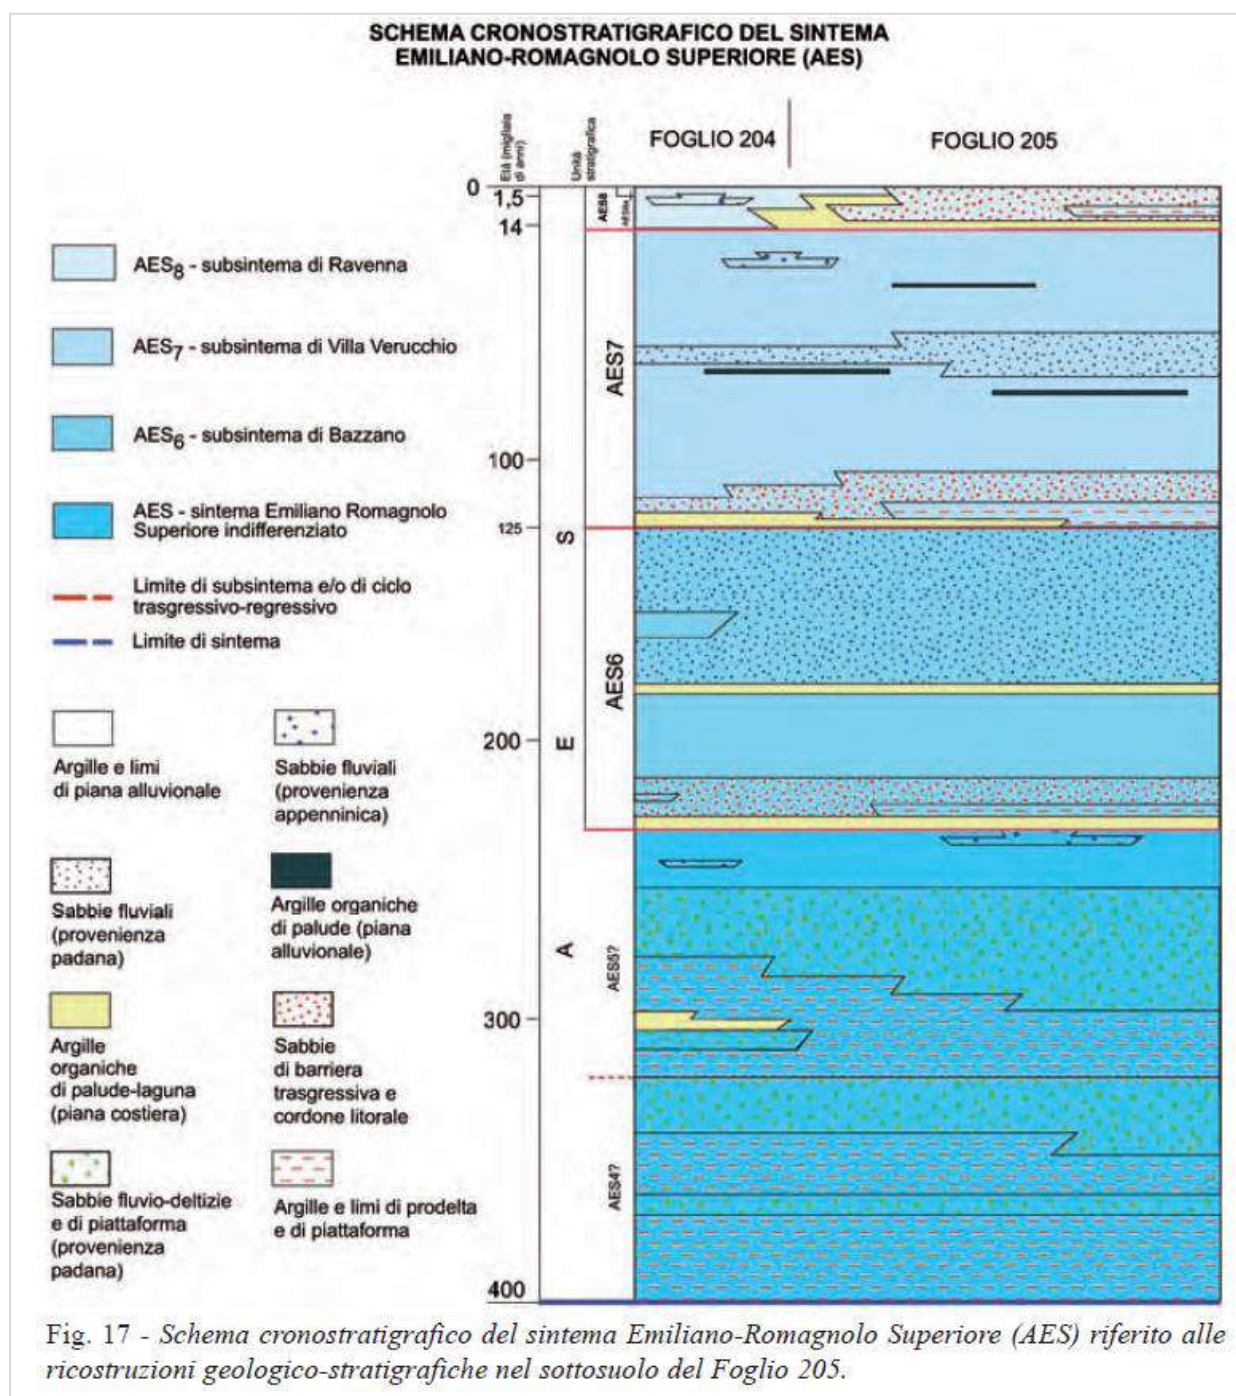 SCHEMA CRONOSTRATIGRAFICO DEL SINTEMA
EMILIANO-ROMAGNOLO SUPERIORE (AES)
Età (migliaia
di anni)
Unità
stratigrafica
FOGLIO 204
FOGLIO 205
0
1,5
14
100
125
200
300
400
A E S
AES8
AES8a
AES7
AES6
AES5?
AES4?
AES8 - subsintema di Ravenna
AES7 - subsintema di Villa Verucchio
AES6 - subsintema di Bazzano
AES - sintema Emiliano Romagnolo
Superiore indifferenziato
Limite di subsintema e/o di ciclo
trasgressivo-regressivo
Limite di sintema
Argille e limi
di piana alluvionale
Sabbie fluviali
(provenienza
appenninica)
Sabbie fluviali
(provenienza
padana)
Argille organiche
di palude (piana
alluvionale)
Argille
organiche
di palude-laguna
(piana costiera)
Sabbie
di barriera
trasgressiva e
cordone litorale
Sabbie fluvio-deltizie
e di piattaforma
(provenienza
padana)
Argille e limi di prodelta
e di piattaforma
Fig. 17 - Schema cronostratigrafico del sintema Emiliano-Romagnolo Superiore (AES) riferito alle
ricostruzioni geologico-stratigrafiche nel sottosuolo del Foglio 205.